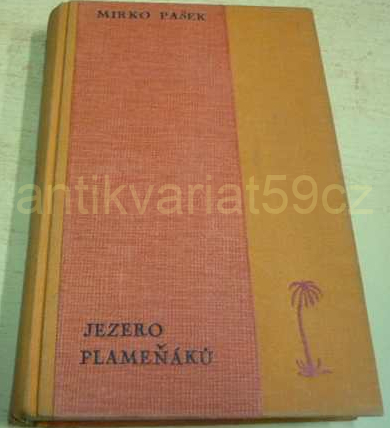 MIRKO PAŠEK
antikvariat59cz
JEZERO
PLAMEŇÁKŮ